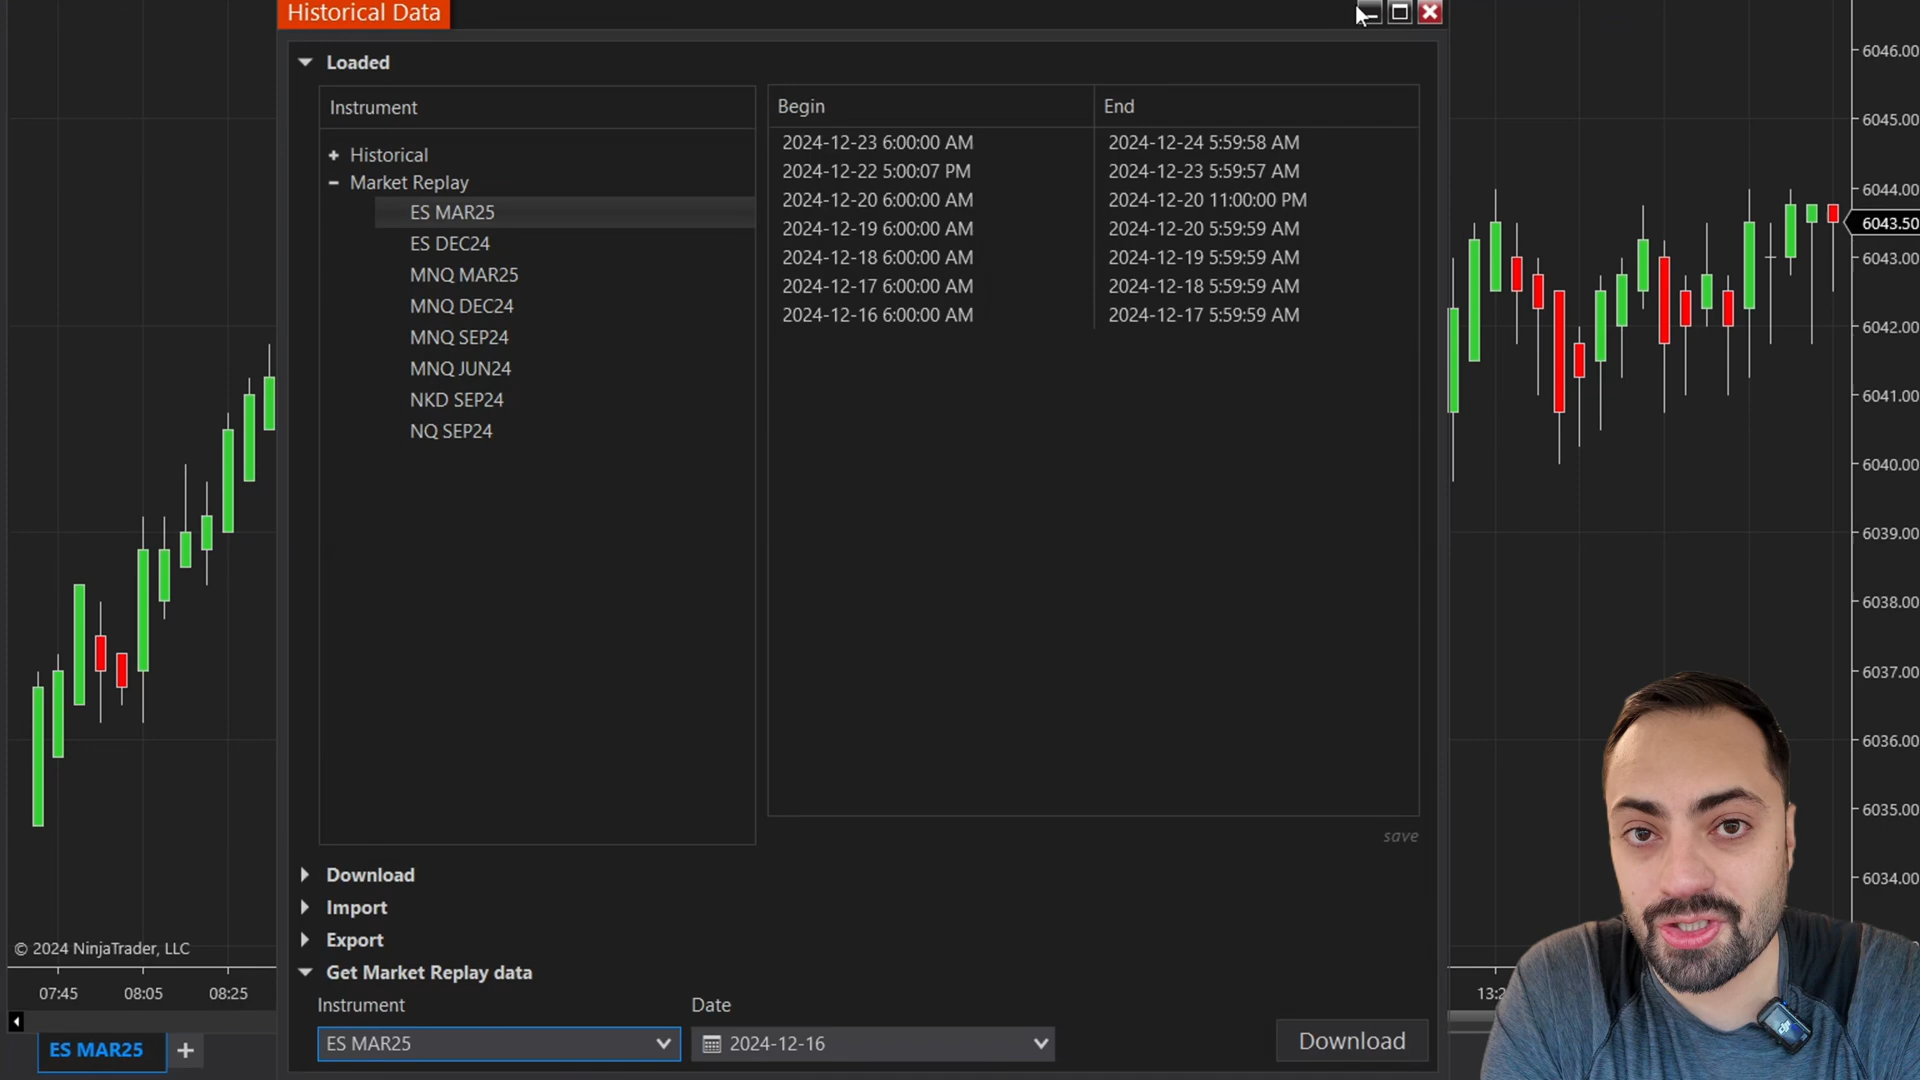 Historical Data
Loaded
Instrument
Begin
End
+ Historical
- Market Replay
ES MAR25
ES DEC24
MNQ MAR25
MNQ DEC24
MNQ SEP24
MNQ JUN24
NKD SEP24
NQ SEP24
2024-12-23 6:00:00 AM 2024-12-24 5:59:58 AM
2024-12-22 5:00:07 PM 2024-12-23 5:59:57 AM
2024-12-20 6:00:00 AM 2024-12-20 11:00:00 PM
2024-12-19 6:00:00 AM 2024-12-20 5:59:59 AM
2024-12-18 6:00:00 AM 2024-12-19 5:59:59 AM
2024-12-17 6:00:00 AM 2024-12-18 5:59:59 AM
2024-12-16 6:00:00 AM 2024-12-17 5:59:59 AM
save
Download
Import
Export
Get Market Replay data
Instrument
Date
ES MAR25
2024-12-16
Download
© 2024 NinjaTrader, LLC
07:45 08:05 08:25
ES MAR25 +
6046.00
6045.00
6044.00
6043.50
6043.00
6042.00
6041.00
6040.00
6039.00
6038.00
6037.00
6036.00
6035.00
6034.00